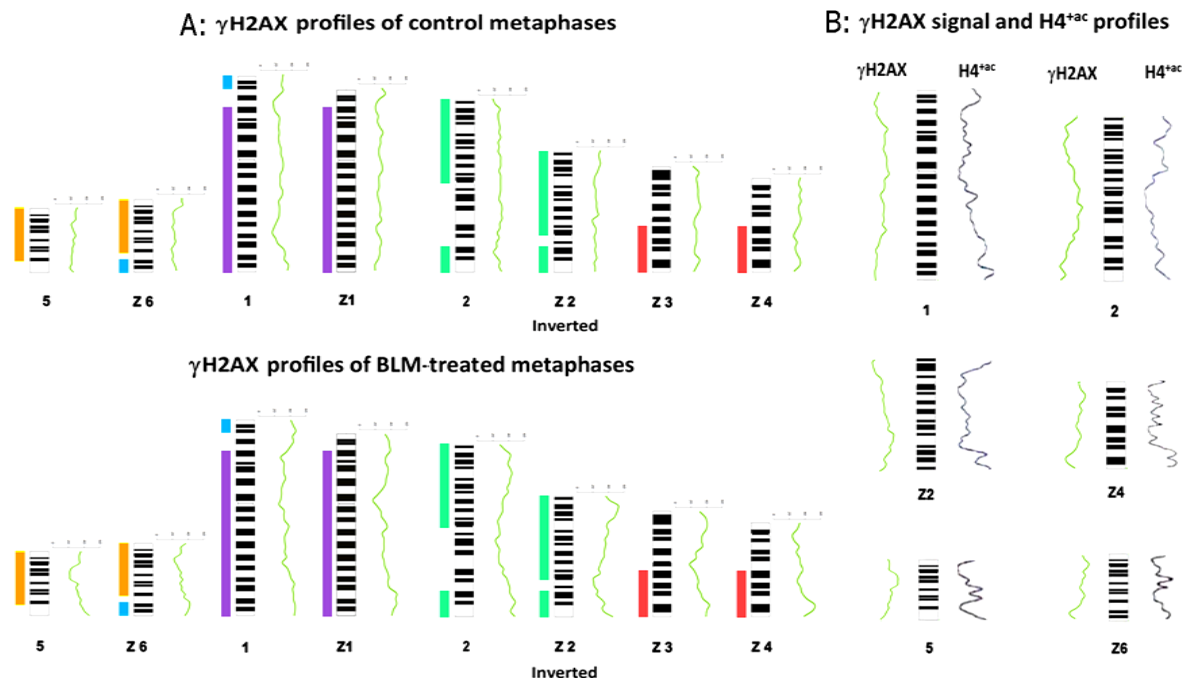 A: γH2AX profiles of control metaphases
5 Z 6 1 Z1 2 Z 2 Z 3 Z 4
Inverted
γH2AX profiles of BLM-treated metaphases
5 Z 6 1 Z1 2 Z 2 Z 3 Z 4
Inverted
B: γH2AX signal and H4+ac profiles
γH2AX H4+ac γH2AX H4+ac
1 2
Z2 Z4
5 Z6